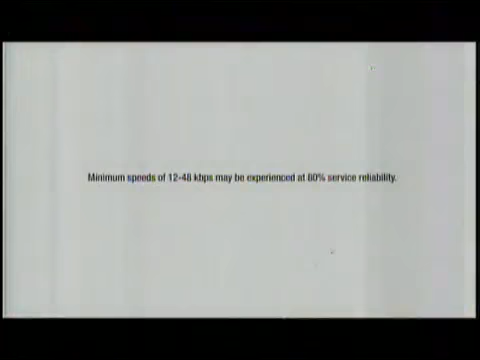 Minimum speeds of 12-48 kbps may be experienced at 80% service reliability.